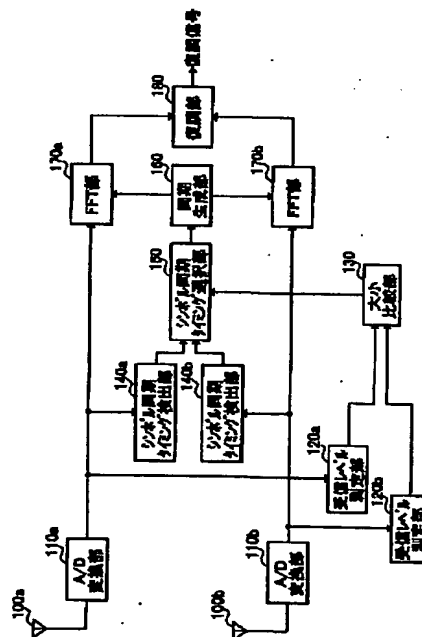 100a
110a
A/D
変換部
100b
110b
A/D
変換部
120a
受信レベル
測定部
120b
受信レベル
測定部
130
大小
比較部
140a
シンボル同期
タイミング検出部
140b
シンボル同期
タイミング検出部
150
シンボル同期
タイミング選択部
160
同期
生成部
170a
FFT部
170b
FFT部
180
復調部
復調信号